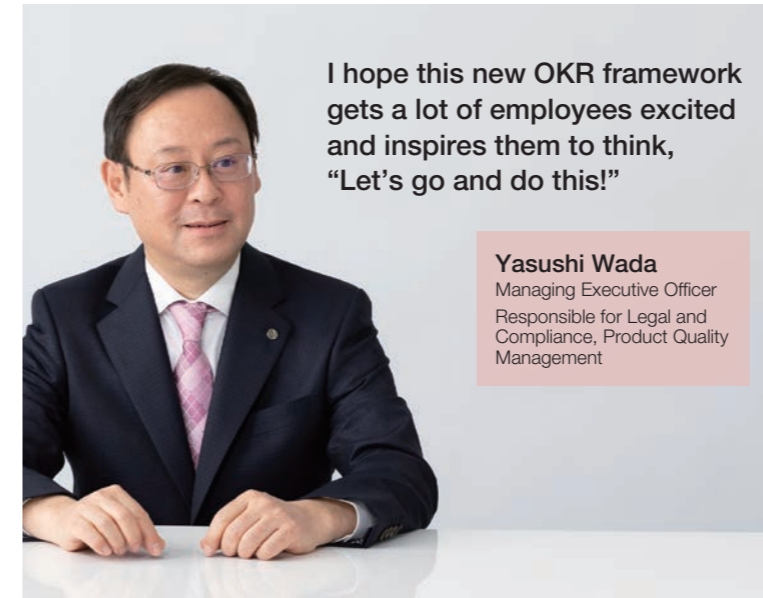 I hope this new OKR framework
gets a lot of employees excited
and inspires them to think,
“Let’s go and do this!”
Yasushi Wada
Managing Executive Officer
Responsible for Legal and
Compliance, Product Quality
Management